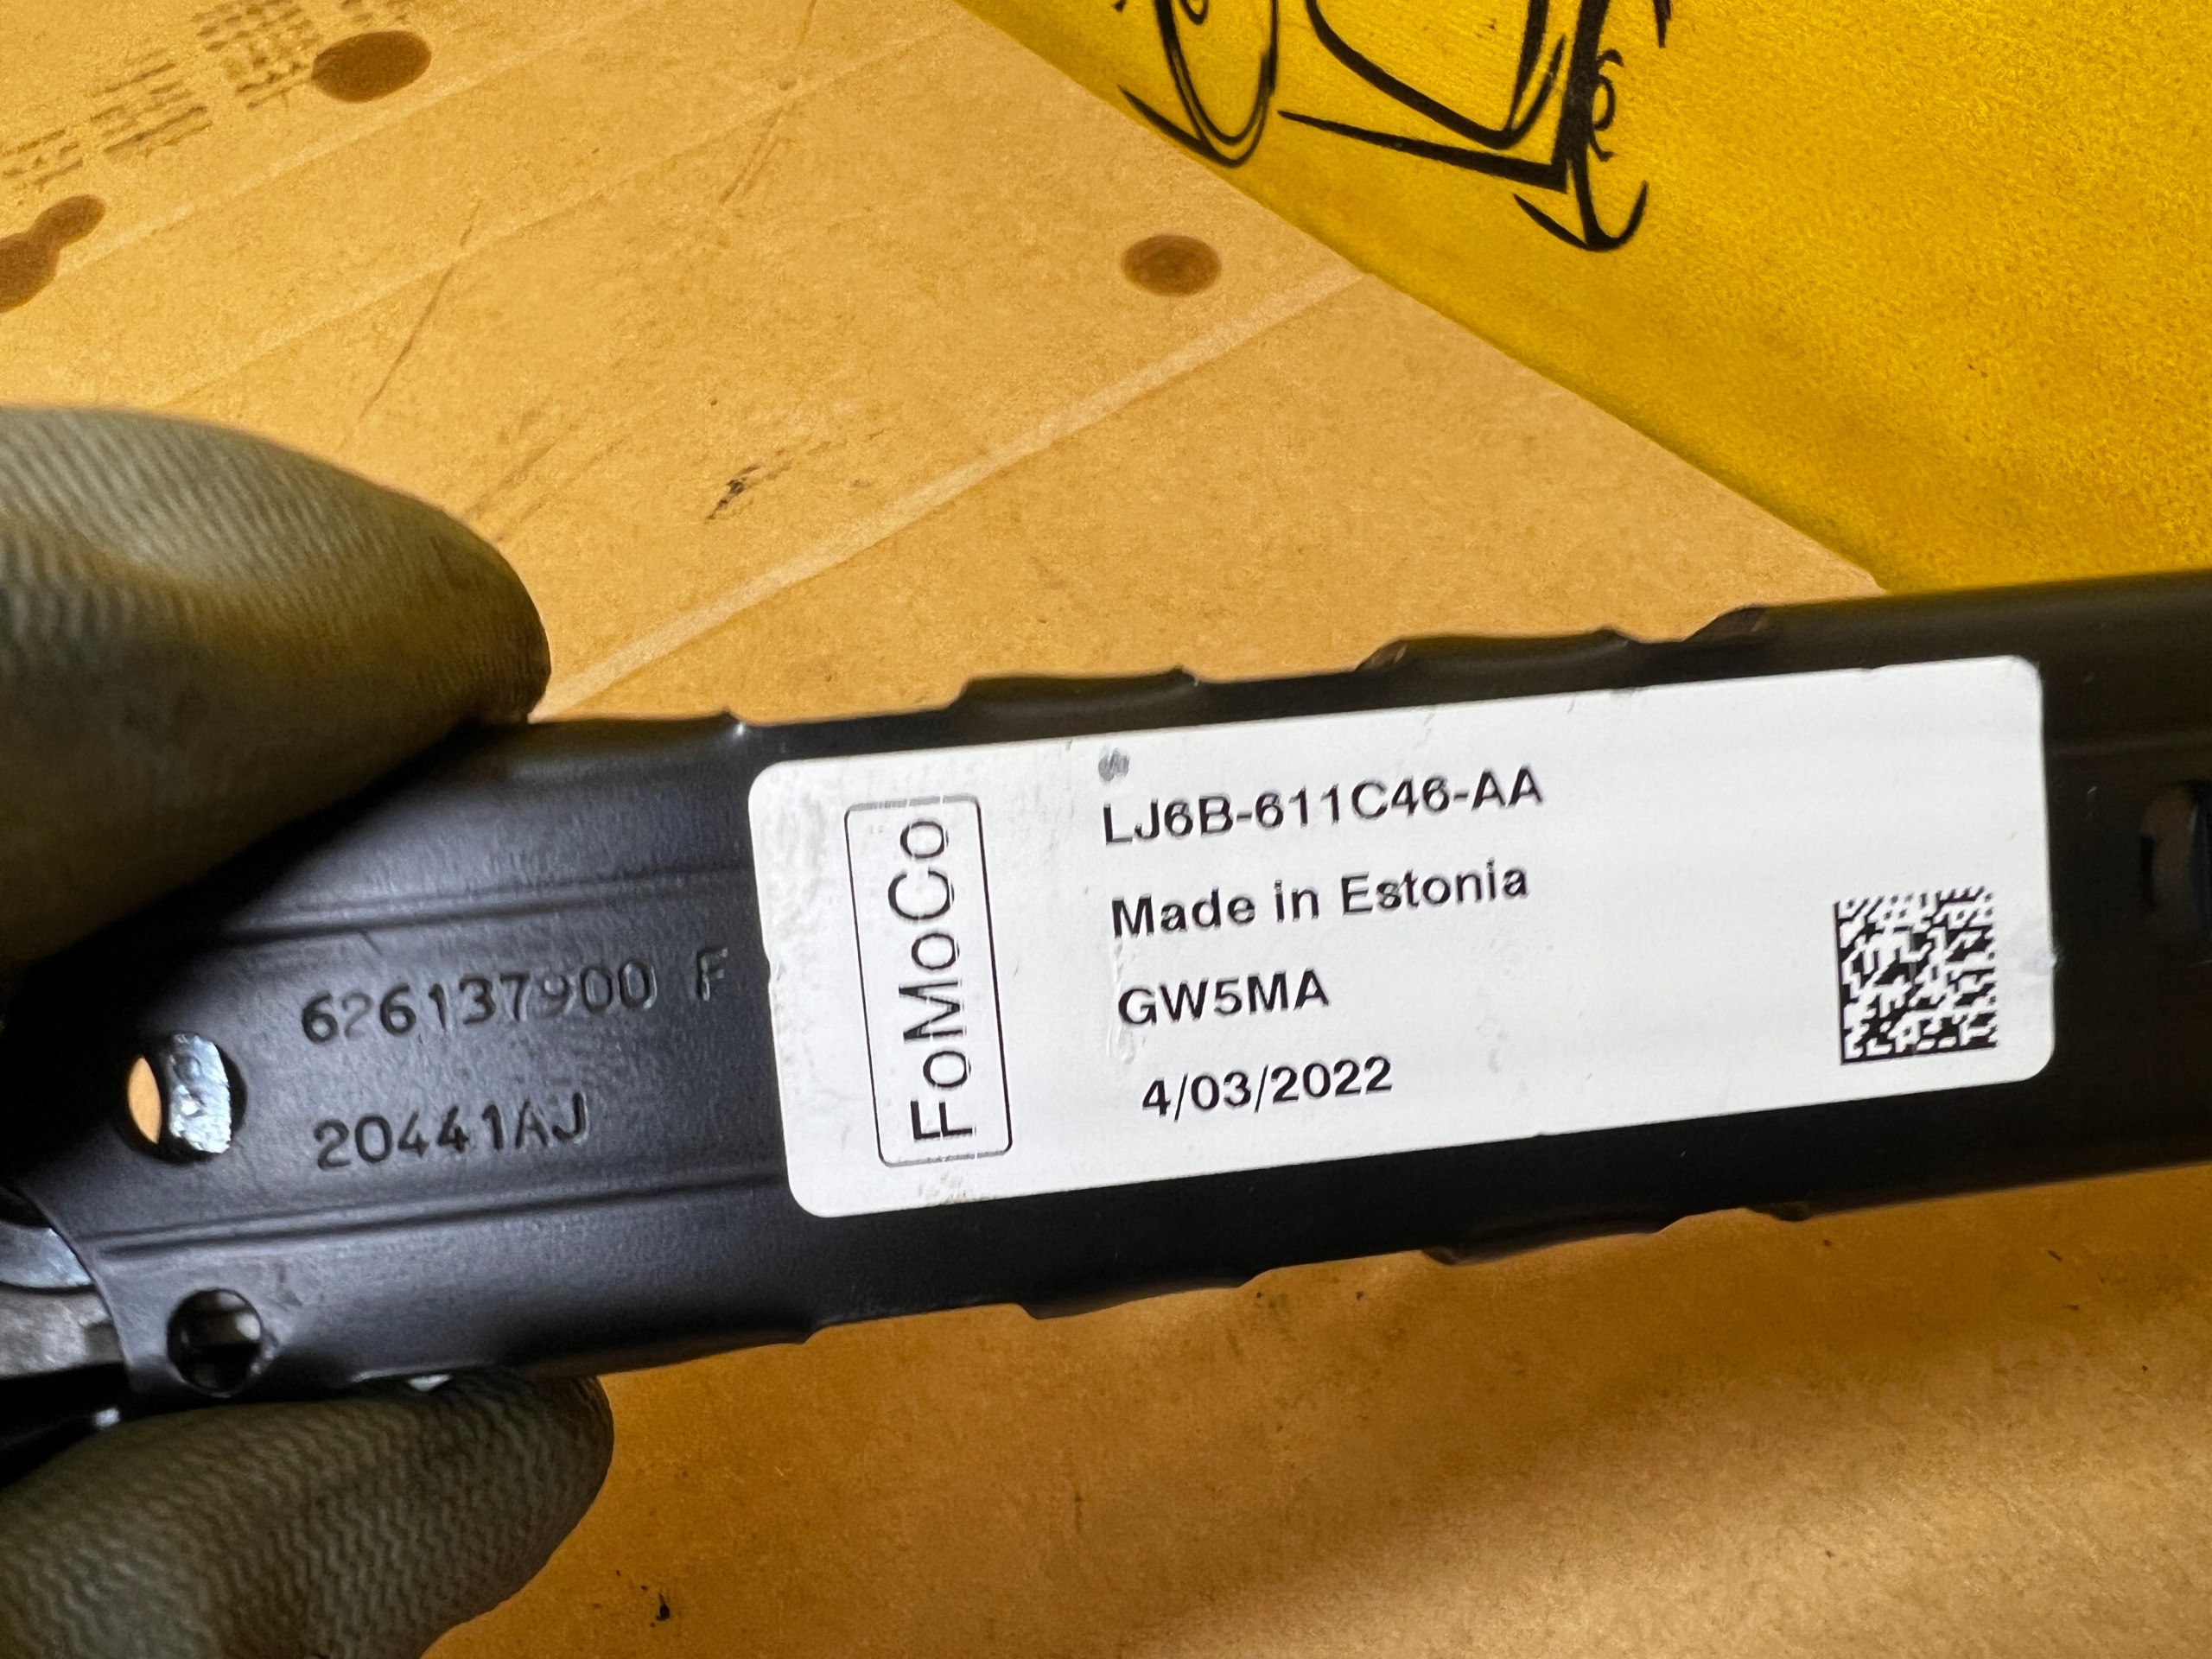 626137900 F
20441AJ
FoMoCo
LJ6B-611C46-AA
Made in Estonia
GW5MA
4/03/2022